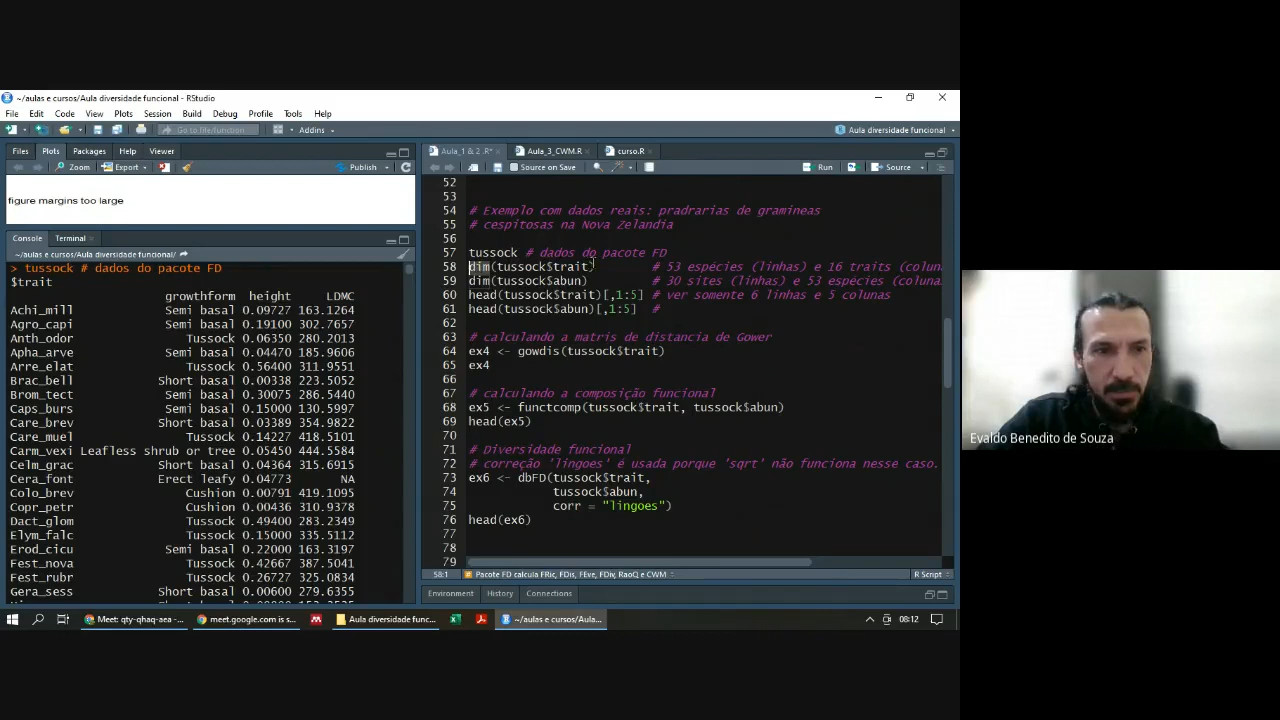 ~/aulas e cursos/Aula diversidade funcional - RStudio
File Edit Code View Plots Session Build Debug Profile Tools Help
Go to file/function Addins Aula diversidade funcional
Files Plots Packages Help Viewer
Zoom Export Publish
figure margins too large
Console Terminal
~/aulas e cursos/Aula diversidade funcional/
> tussock # dados do pacote FD
$trait
growthform height LDMC
Achi_mill Semi basal 0.09727 163.1264
Agro_capi Semi basal 0.19100 302.7657
Anth_odor Tussock 0.06350 280.2013
Apha_arve Semi basal 0.04470 185.9606
Arre_elat Tussock 0.56400 311.9551
Brac_bell Short basal 0.00338 223.5052
Brom_tect Semi basal 0.30075 286.5440
Caps_burs Semi basal 0.15000 130.5997
Care_brev Short basal 0.03389 354.9822
Care_muel Tussock 0.14227 418.5101
Carm_vexi Leafless shrub or tree 0.05450 444.5584
Celm_grac Short basal 0.04364 315.6915
Cera_font Erect leafy 0.04773 NA
Colo_brev Cushion 0.00791 419.1095
Copr_petr Cushion 0.00436 310.9378
Dact_glom Tussock 0.49400 283.2349
Elym_falc Tussock 0.15000 335.5112
Erod_cicu Semi basal 0.22000 163.3197
Fest_nova Tussock 0.42667 387.5041
Fest_rubr Tussock 0.26727 325.0834
Gera_sess Short basal 0.00600 279.6355
Aula_1 & 2 .R* Aula_3_CWM.R curso.R
Source on Save Run Source
52
53
54 # Exemplo com dados reais: pradrarias de gramineas
55 # cespitosas na Nova Zelandia
56
57 tussock # dados do pacote FD
58 dim(tussock$trait) # 53 espécies (linhas) e 16 traits (colun
59 dim(tussock$abun) # 30 sites (linhas) e 53 espécies (coluna
60 head(tussock$trait)[,1:5] # ver somente 6 linhas e 5 colunas
61 head(tussock$abun)[,1:5] #
62
63 # calculando a matris de distancia de Gower
64 ex4 <- gowdis(tussock$trait)
65 ex4
66
67 # calculando a composição funcional
68 ex5 <- functcomp(tussock$trait, tussock$abun)
69 head(ex5)
70
71 # Diversidade funcional
72 # correção 'lingoes' é usada porque 'sqrt' não funciona nesse caso.
73 ex6 <- dbFD(tussock$trait,
74 tussock$abun,
75 corr = "lingoes")
76 head(ex6)
77
78
79
58:1 Pacote FD calcula FRic, FDis, FEve, FDiv, RaoQ e CWM R Script
Environment History Connections
Evaldo Benedito de Souza
Meet: qty-qhaq-aea -... meet.google.com is s... Aula diversidade func... ~/aulas e cursos/Aula... 08:12